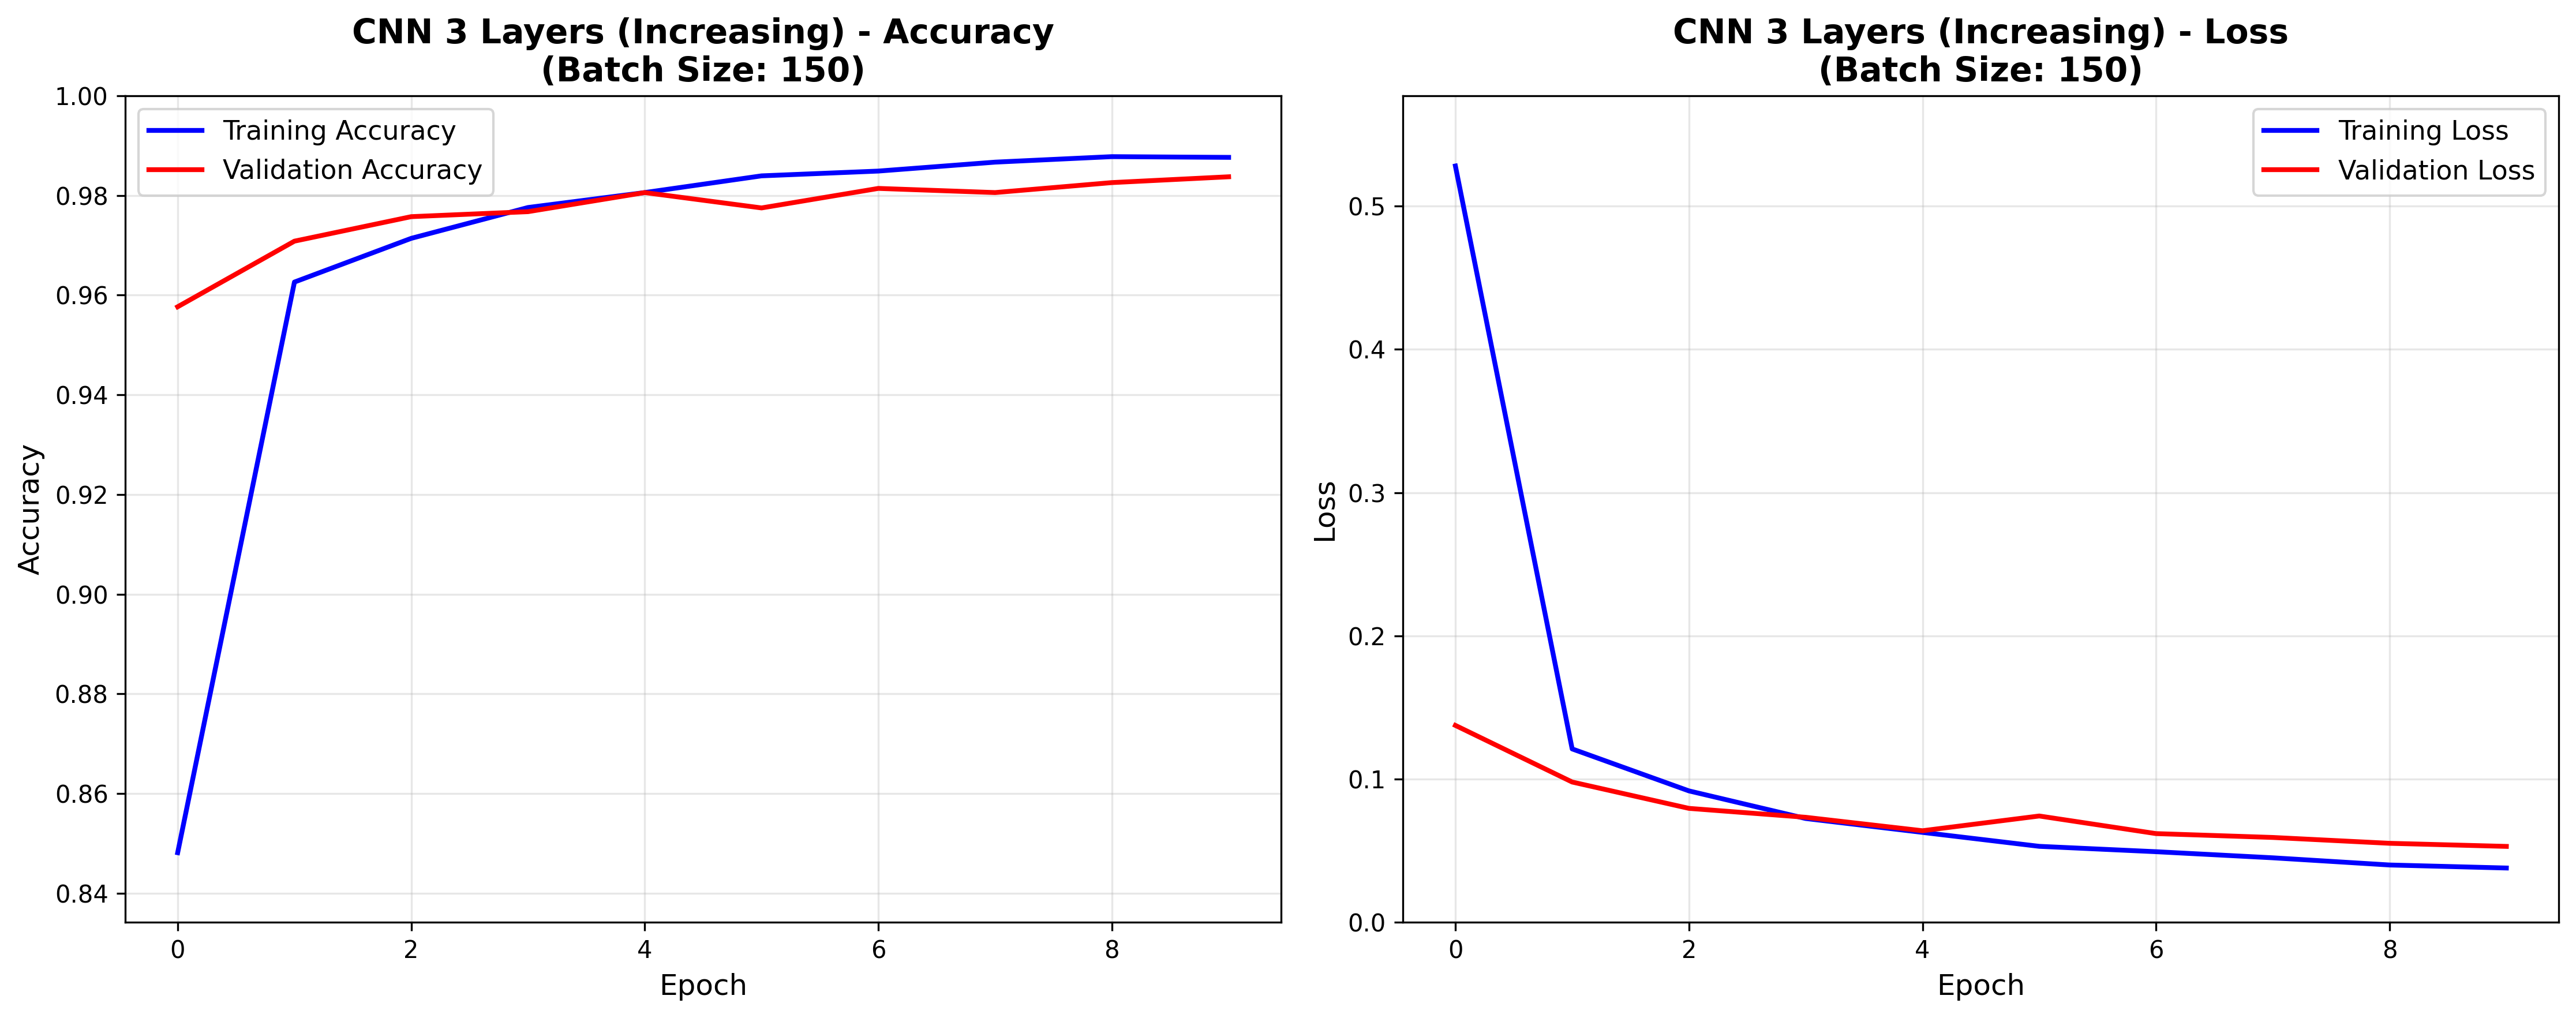 CNN 3 Layers (Increasing) - Accuracy
(Batch Size: 150)
Training Accuracy
Validation Accuracy
1.00
0.98
0.96
0.94
0.92
0.90
0.88
0.86
0.84
Accuracy
0
2
4
6
8
Epoch
CNN 3 Layers (Increasing) - Loss
(Batch Size: 150)
Training Loss
Validation Loss
0.5
0.4
0.3
0.2
0.1
0.0
Loss
0
2
4
6
8
Epoch